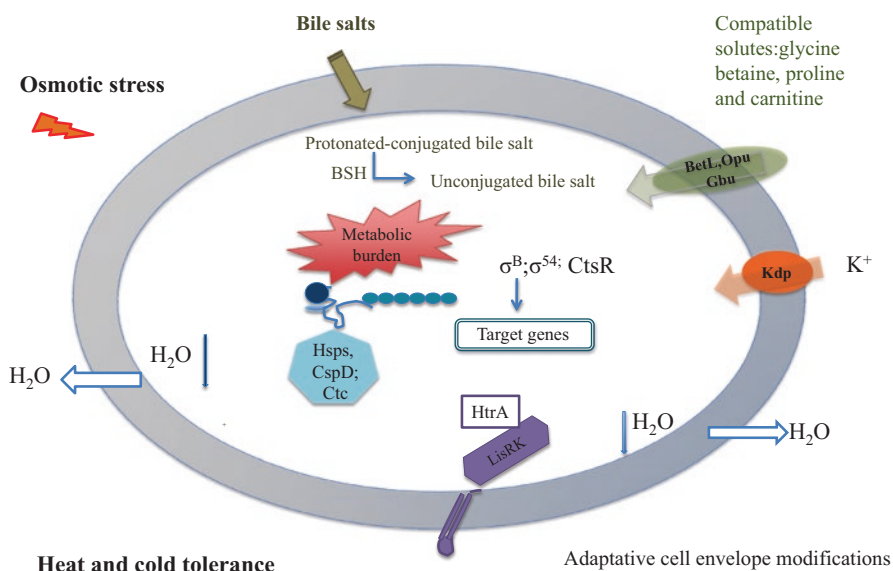 Bile salts
Compatible
solutes:glycine
betaine, proline
and carnitine
Osmotic stress
Protonated-conjugated bile salt
BSH
Unconjugated bile salt
BetL,Opu
Gbu
Metabolic
burden
σB;σ54; CtsR
Kdp
K+
Target genes
H2O
H2O
Hsps,
CspD;
Ctc
HtrA
LisRK
H2O
H2O
Heat and cold tolerance
Adaptative cell envelope modifications